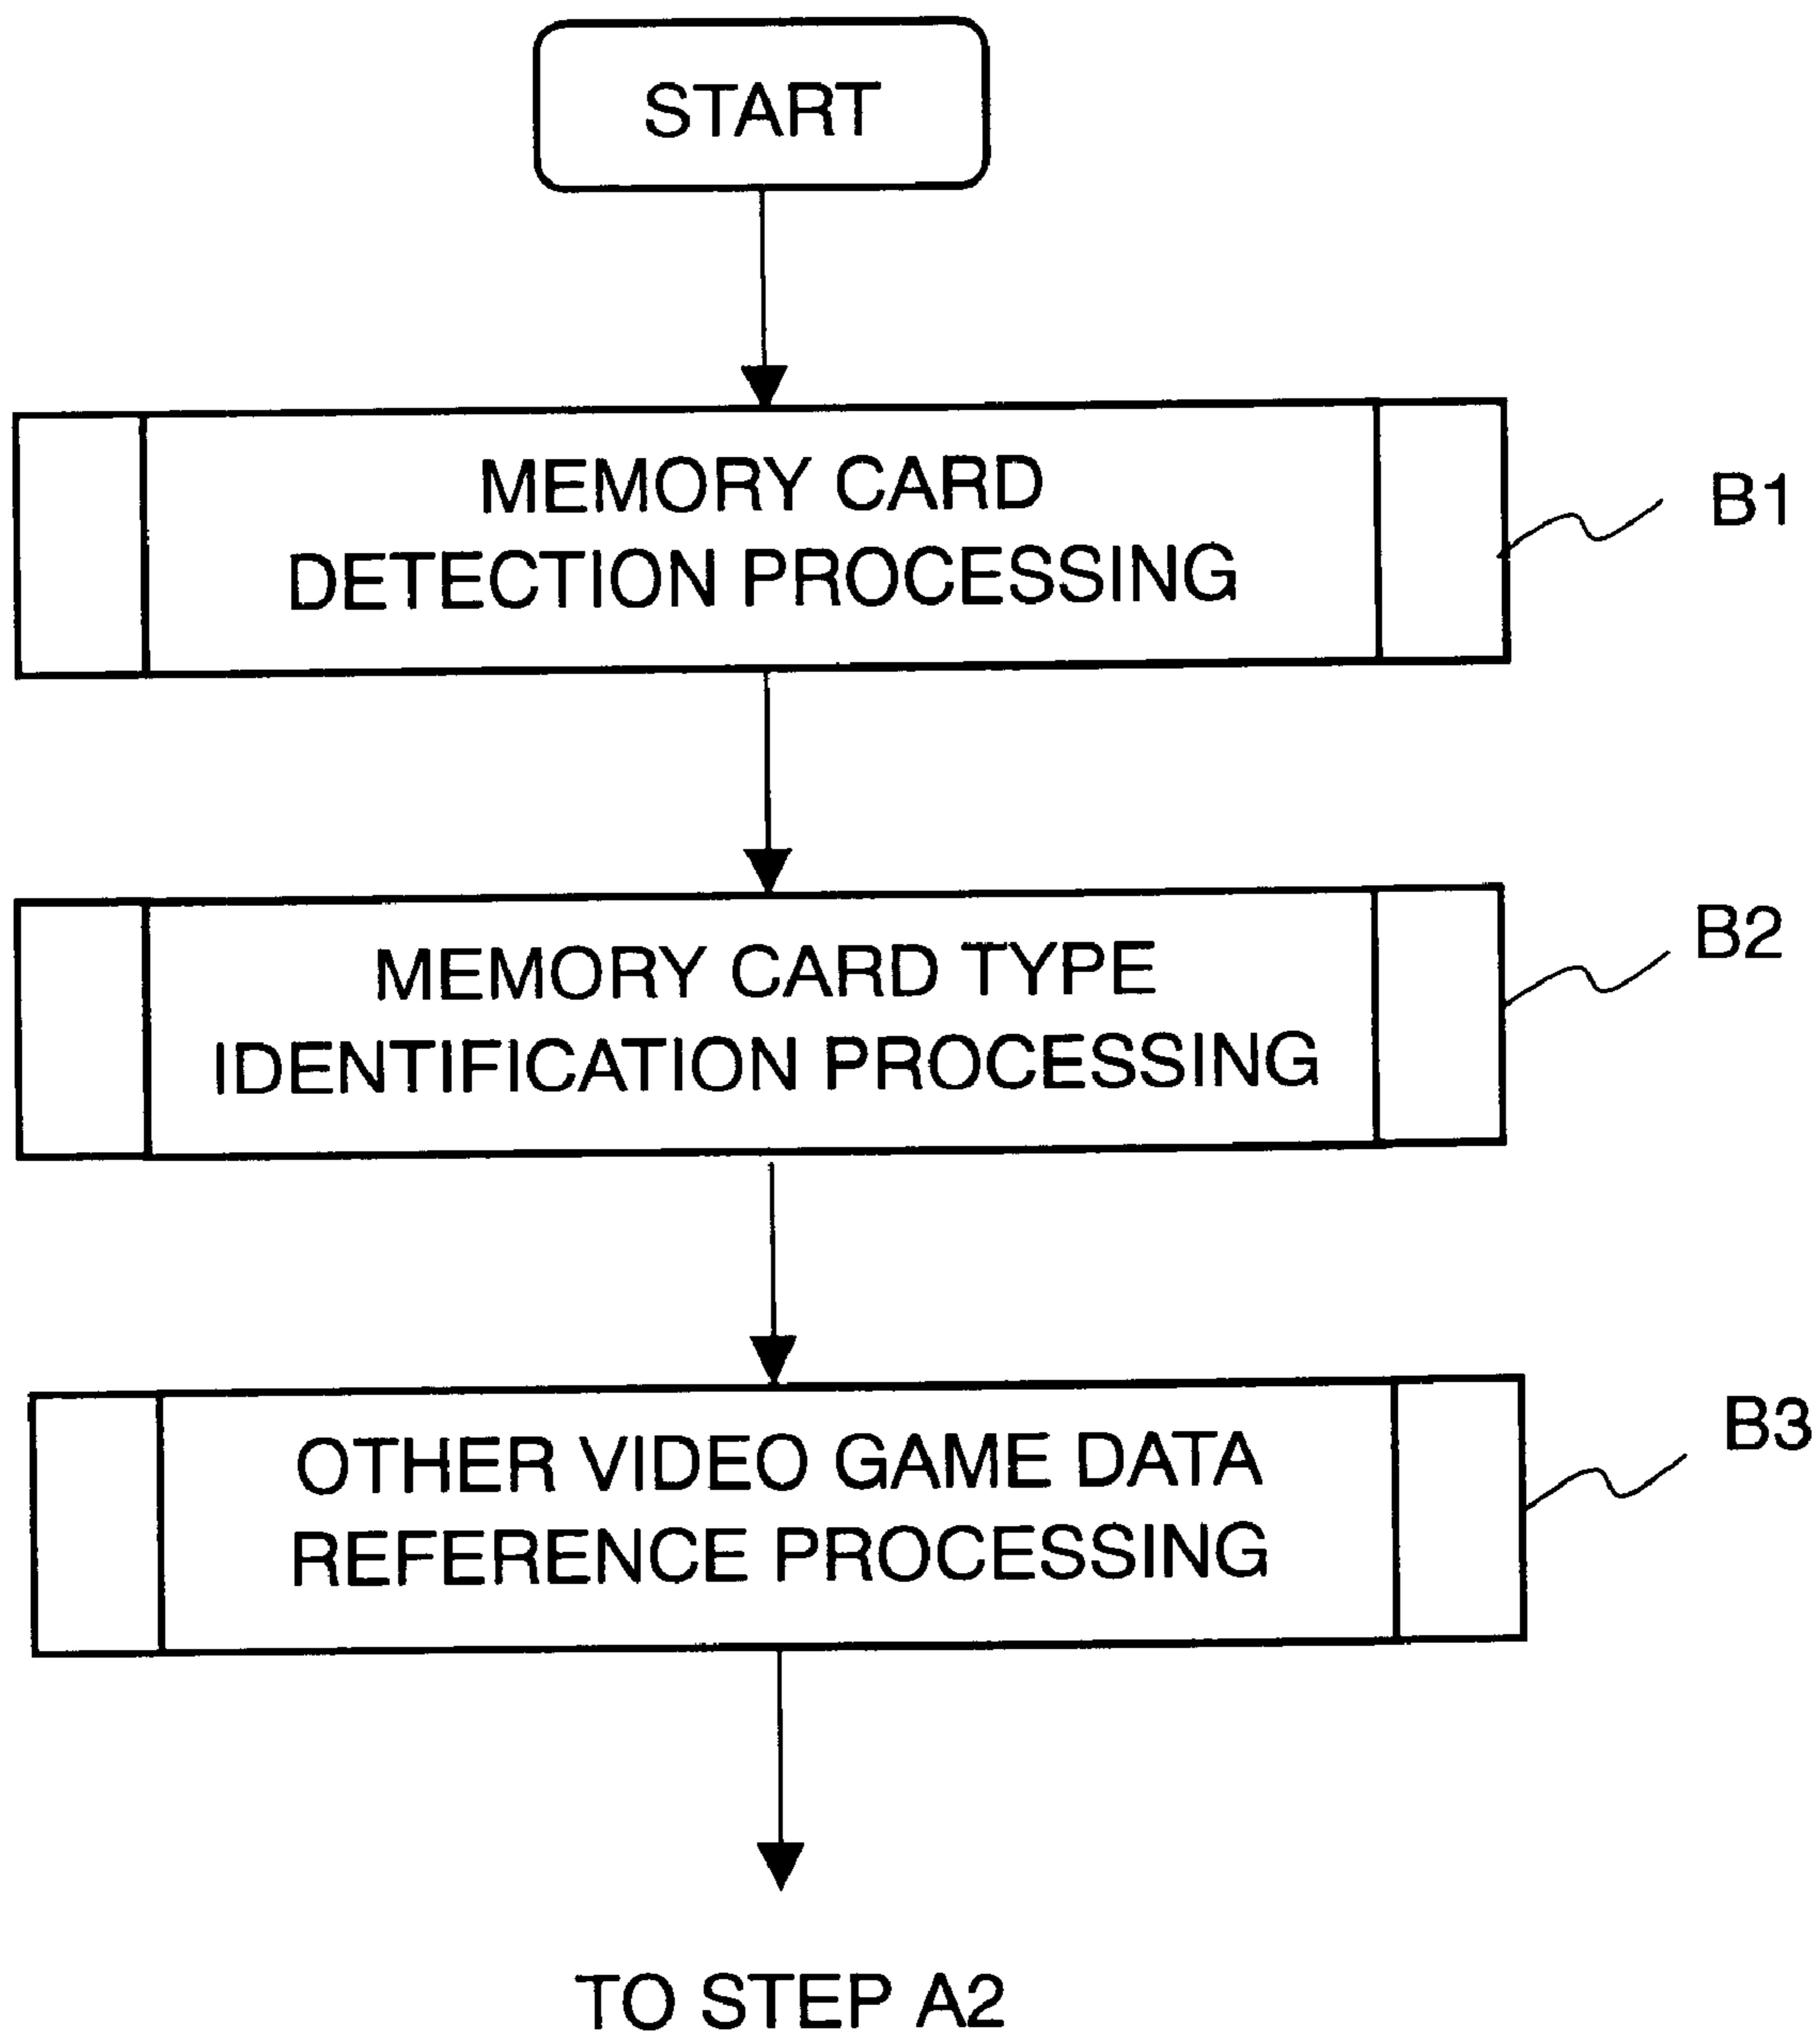 START
MEMORY CARD
DETECTION PROCESSING
B1
MEMORY CARD TYPE
IDENTIFICATION PROCESSING
B2
OTHER VIDEO GAME DATA
REFERENCE PROCESSING
B3
TO STEP A2